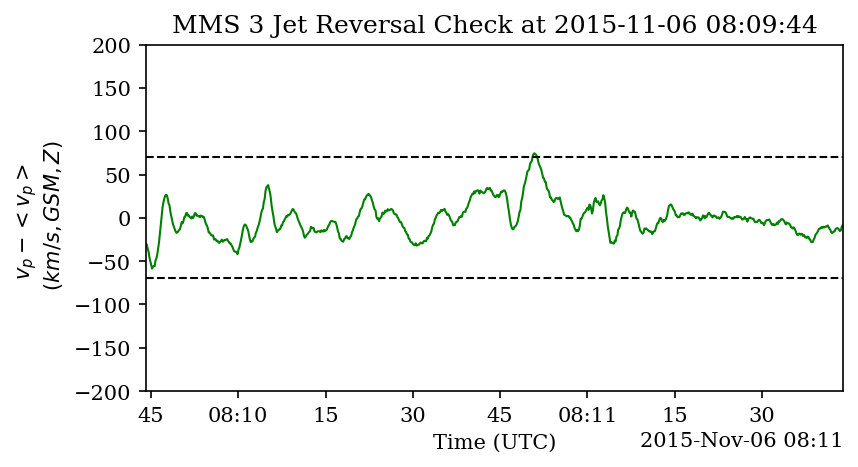 MMS 3 Jet Reversal Check at 2015-11-06 08:09:44
200
150
100
50
0
−50
−100
−150
−200
v_p − < v_p >
(km/s, GSM, Z)
45 08:10 15 30 45 08:11 15 30
Time (UTC)
2015-Nov-06 08:11